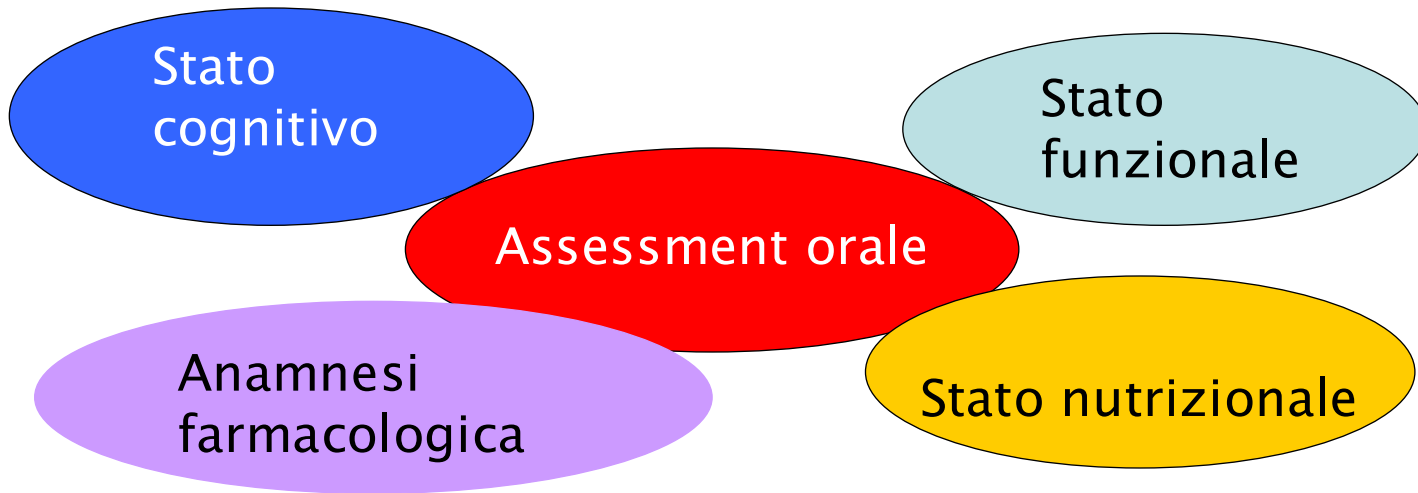 Stato
cognitivo
Stato
funzionale
Assessment orale
Anamnesi
farmacologica
Stato nutrizionale